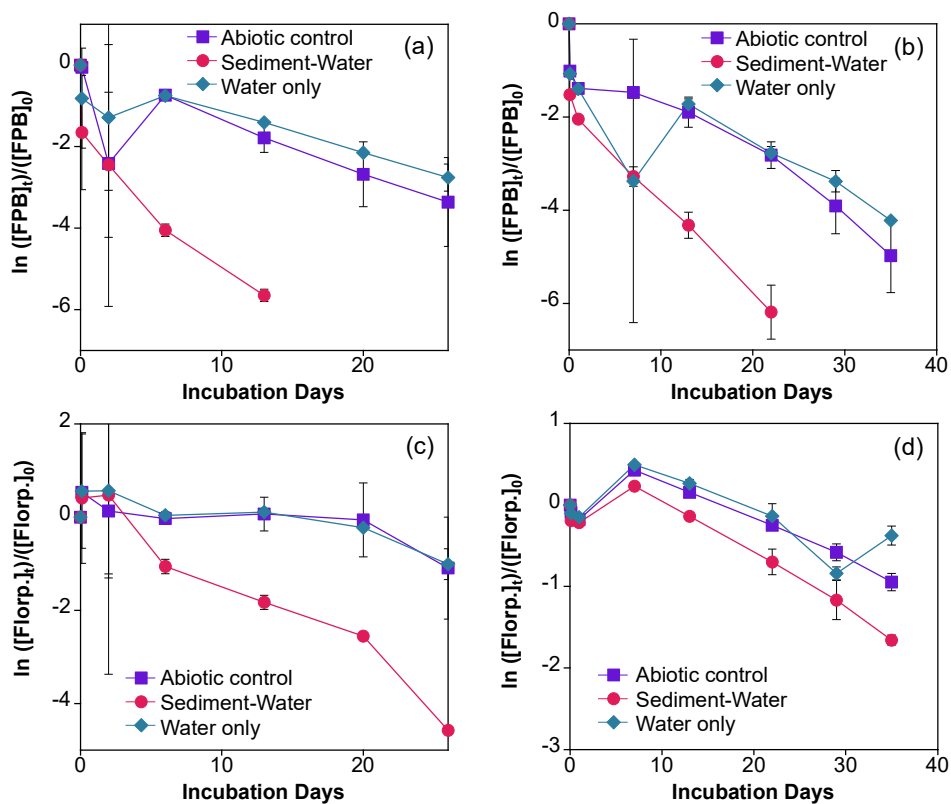 (a)
Abiotic control
Sediment-Water
Water only
0
-2
-4
-6
ln ([FPB]t)/([FPB]0)
0
10
20
Incubation Days
(b)
Abiotic control
Sediment-Water
Water only
0
-2
-4
-6
ln ([FPB]t)/([FPB]0)
0
10
20
30
40
Incubation Days
(c)
2
0
-2
-4
ln ([Florp.]t)/([Florp.]0)
Abiotic control
Sediment-Water
Water only
0
10
20
Incubation Days
(d)
1
0
-1
-2
-3
ln ([Florp.]t)/([Florp.]0)
Abiotic control
Sediment-Water
Water only
0
10
20
30
40
Incubation Days